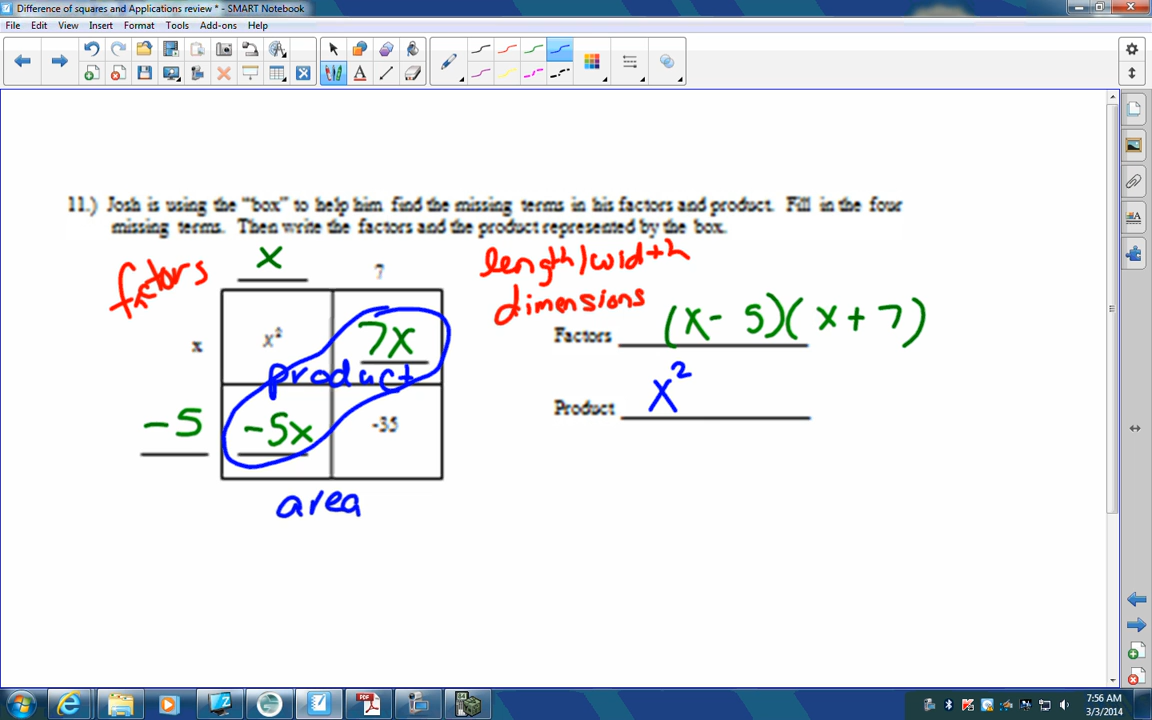 Difference of squares and Applications review * - SMART Notebook
File Edit View Insert Format Tools Add-ons Help
11.) Josh is using the "box" to help him find the missing terms in his factors and product. Fill in the four
missing terms. Then write the factors and the product represented by the box.
factors
x
7
length/width
dimensions
x
x²
7x
Factors (x - 5)(x + 7)
product
Product x²
-5
-5x
-35
area
7:56 AM
3/3/2014